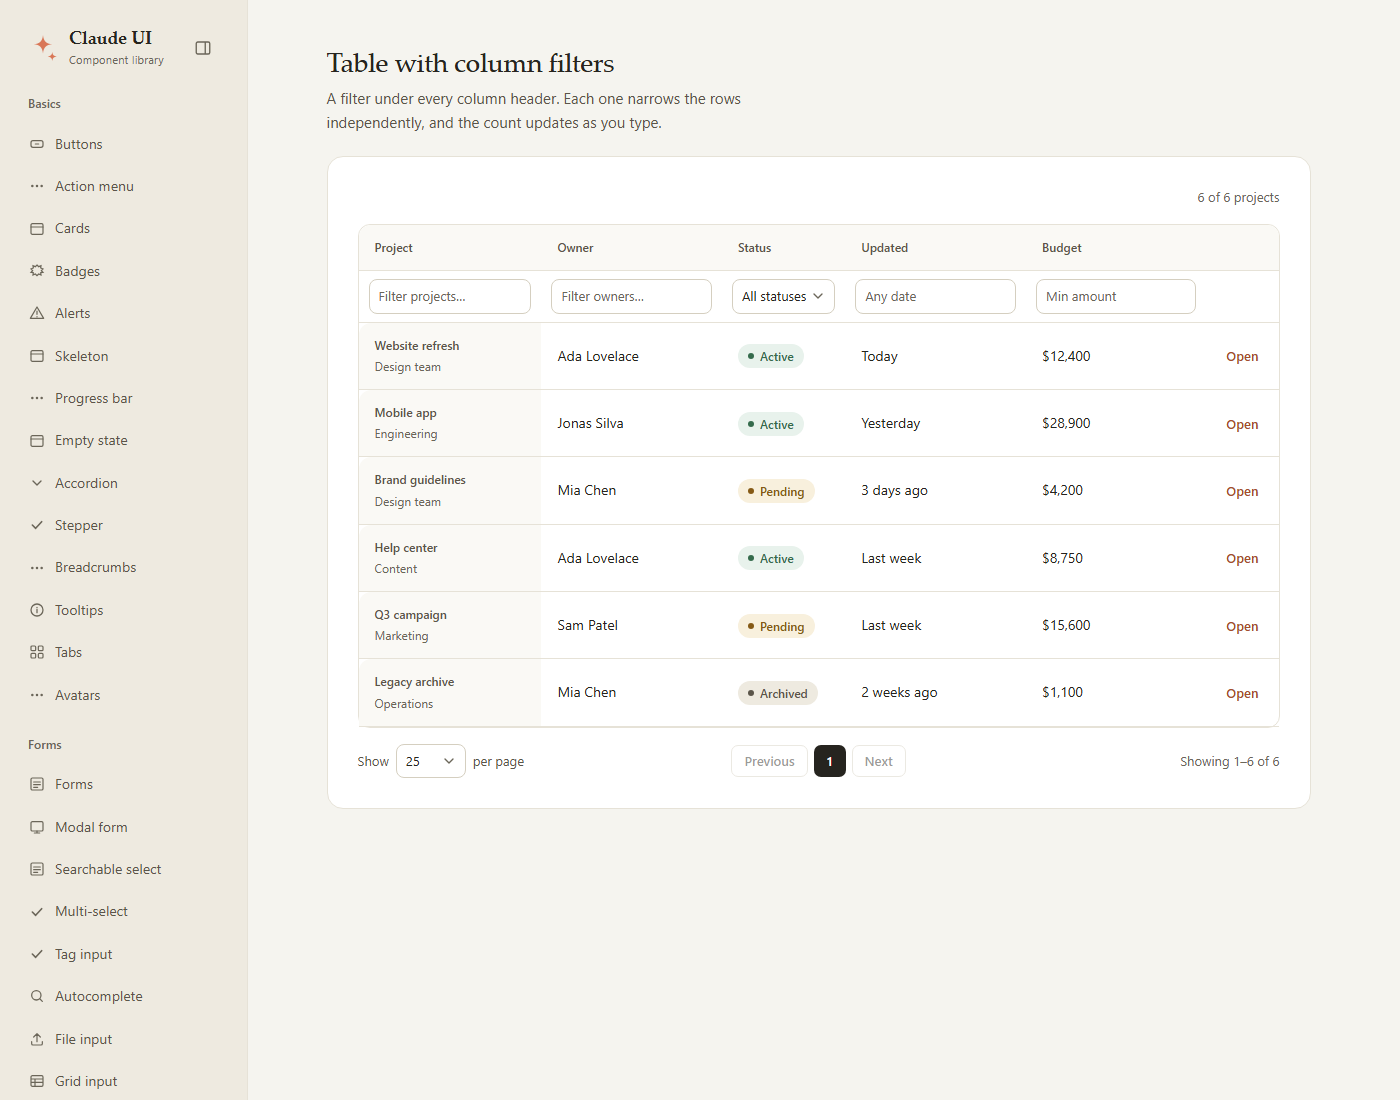 Claude UI
Component library
Basics
Buttons
Action menu
Cards
Badges
Alerts
Skeleton
Progress bar
Empty state
Accordion
Stepper
Breadcrumbs
Tooltips
Tabs
Avatars
Forms
Forms
Modal form
Searchable select
Multi-select
Tag input
Autocomplete
File input
Grid input
Table with column filters
A filter under every column header. Each one narrows the rows
independently, and the count updates as you type.
6 of 6 projects
Project Owner Status Updated Budget
Filter projects... Filter owners... All statuses Any date Min amount
Website refresh
Design team
Ada Lovelace Active Today $12,400 Open
Mobile app
Engineering
Jonas Silva Active Yesterday $28,900 Open
Brand guidelines
Design team
Mia Chen Pending 3 days ago $4,200 Open
Help center
Content
Ada Lovelace Active Last week $8,750 Open
Q3 campaign
Marketing
Sam Patel Pending Last week $15,600 Open
Legacy archive
Operations
Mia Chen Archived 2 weeks ago $1,100 Open
Show 25 per page Previous 1 Next Showing 1–6 of 6